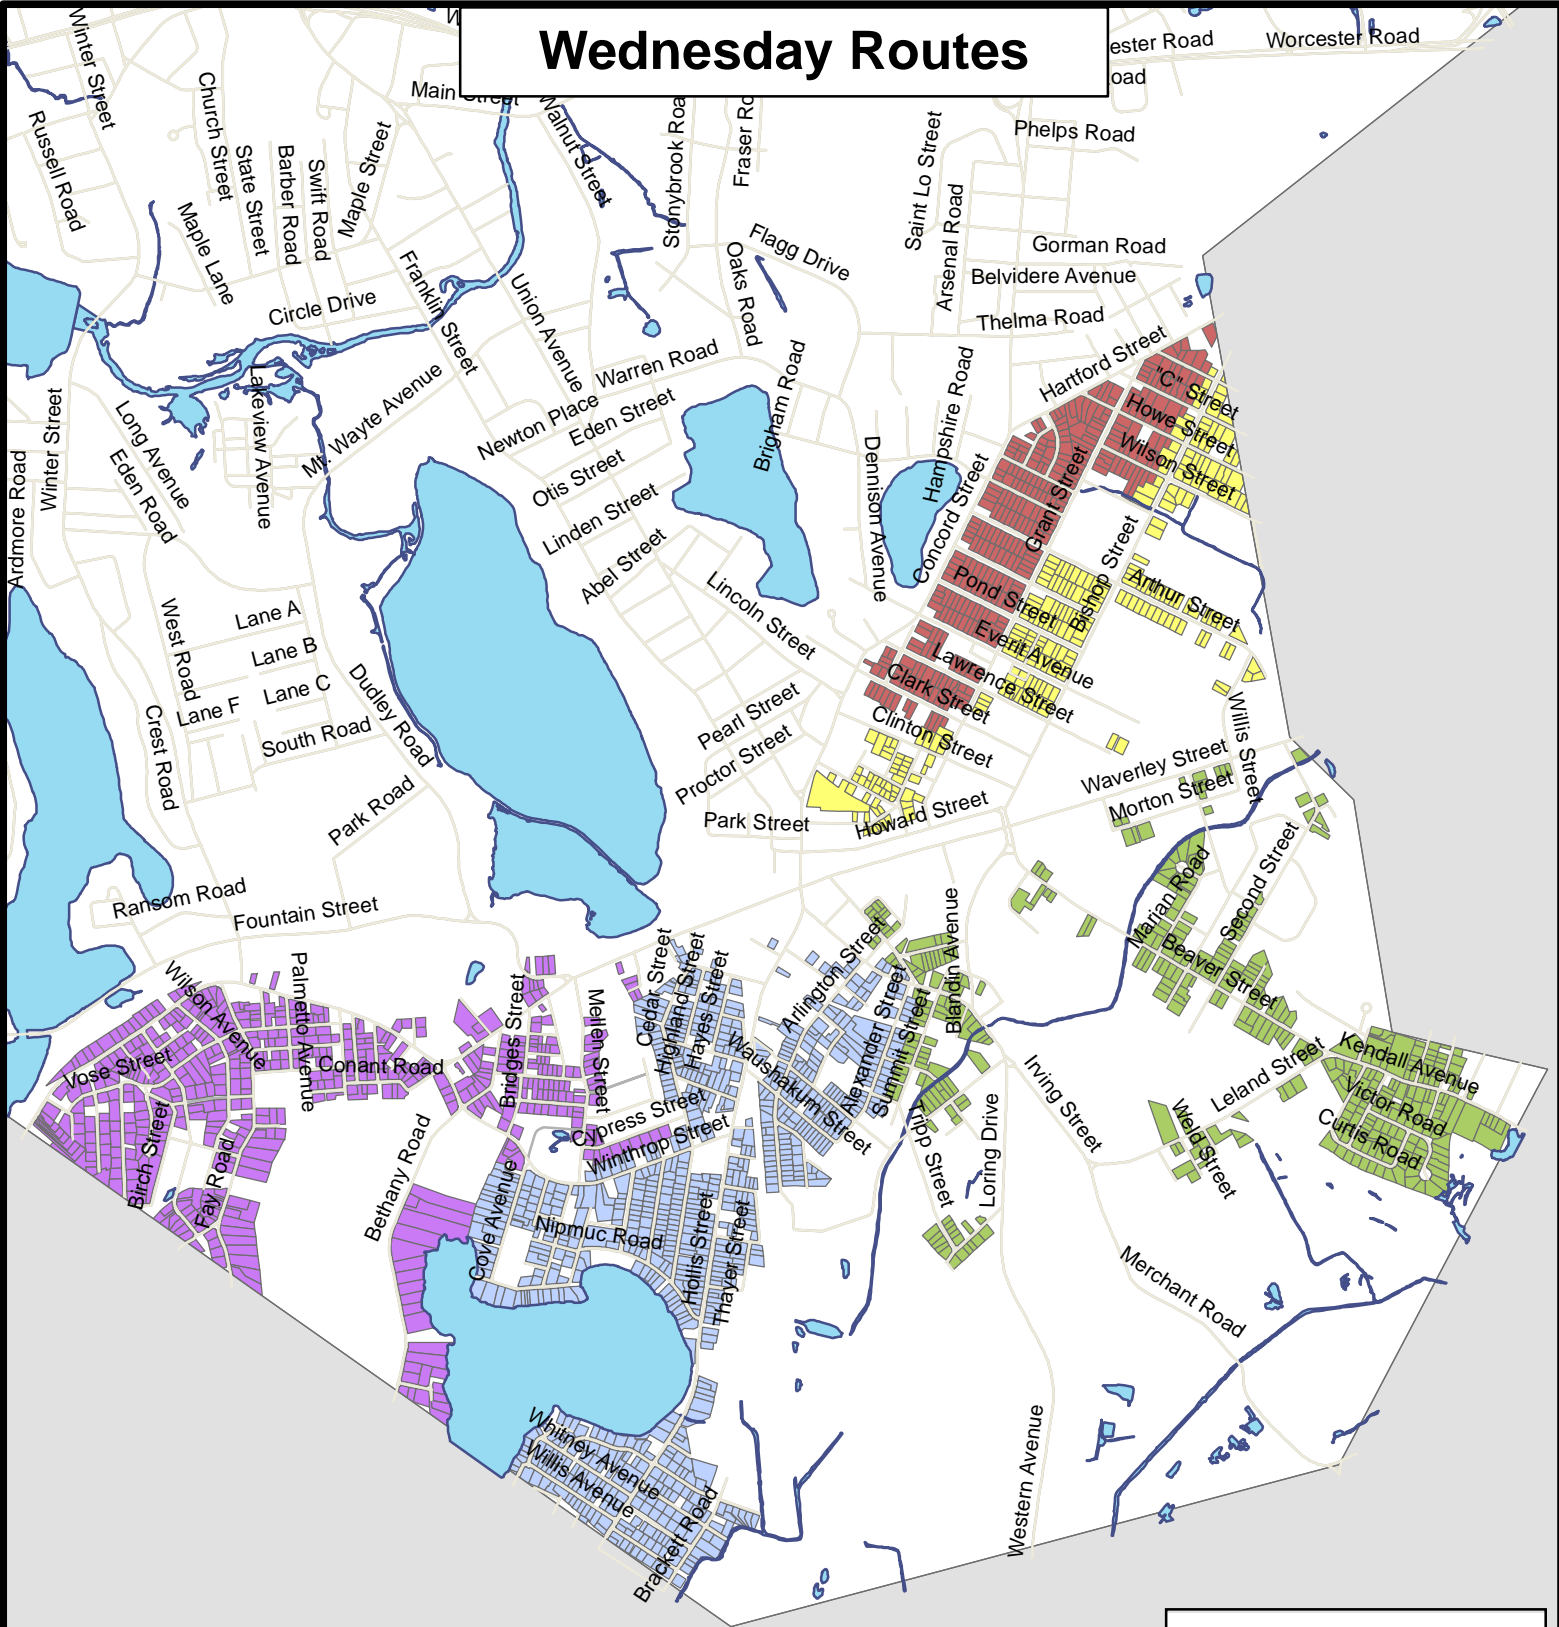 Wednesday Routes
Winter Street
Main Street
ester Road
Worcester Road
oad
Russell Road
Church Street
State Street
Barber Road
Swift Road
Maple Street
Walnut Street
Stonybrook Roa
Fraser Ro
Saint Lo Street
Phelps Road
Maple Lane
Arsenal Road
Flagg Drive
Gorman Road
Belvidere Avenue
Circle Drive
Franklin Street
Union Avenue
Oaks Road
Thelma Road
Hartford Street
Warren Road
Brigham Road
Hampshire Road
"C" Street
Howe Street
Wilson Street
Winter Street
Long Avenue
Lakeview Avenue
Mt. Wayte Avenue
Newton Place
Eden Street
Ardmore Road
Eden Road
Otis Street
Linden Street
Dennison Avenue
Concord Street
Grant Street
Bishop Street
Abel Street
Lincoln Street
Pond Street
Arthur Street
West Road
Lane A
Lane B
Lane C
Lane F
Everit Avenue
Lawrence Street
Clark Street
Clinton Street
Dudley Road
Crest Road
South Road
Pearl Street
Proctor Street
Willis Street
Waverley Street
Morton Street
Park Road
Park Street
Howard Street
Ransom Road
Fountain Street
Marian Road
Second Street
Beaver Street
Wilson Avenue
Palmetto Avenue
Bridges Street
Mellen Street
Cedar Street
Highland Street
Hayes Street
Arlington Street
Blandin Avenue
Vose Street
Conant Road
Waushakum Street
Alexander Street
Summit Street
Irving Street
Leland Street
Kendall Avenue
Victor Road
Curtis Road
Birch Street
Fay Road
Bethany Road
Cypress Street
Winthrop Street
Tripp Street
Loring Drive
Weld Street
Cove Avenue
Nipmuc Road
Hollis Street
Thayer Street
Merchant Road
Whitney Avenue
Willis Avenue
Brackett Road
Western Avenue